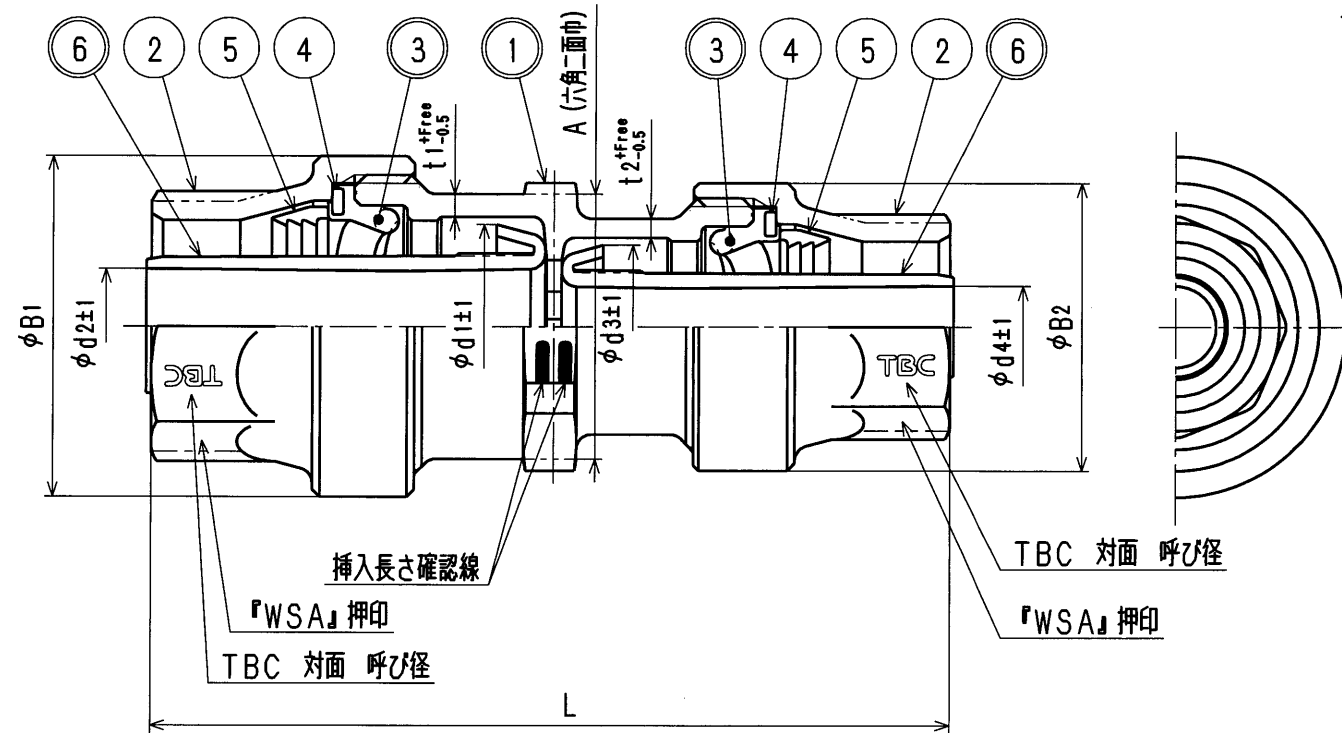 6 2 5 4 3 1 3 4 5 2 6
A (六角二面巾)
t1 +Free -0.5
t2 +Free -0.5
φB1
φd2±1
φd1±1
φd3±1
φd4±1
φB2
TBC
TBC
挿入長さ確認線
『WSA』押印
TBC 対面 呼び径
TBC 対面 呼び径
『WSA』押印
L